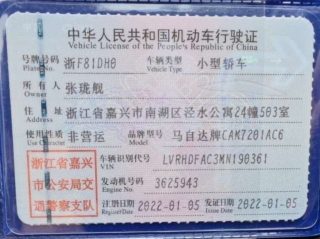 中华人民共和国机动车行驶证
Vehicle License of the People's Republic of China
号牌号码 浙F81DH0 车辆类型 小型轿车
Plate No. Vehicle Type
所有人 张珑觥
Owner
住址 浙江省嘉兴市南湖区泾水公寓24幢503室
Address
使用性质 非营运 品牌型号 马自达牌CAM7201AC6
Use Character Model
浙江省嘉兴 车辆识别代号 LVRHDFAC3MN190361
VIN
市公安局交 发动机号码 3625943
Engine No.
通警察支队 注册日期 2022-01-05 发证日期 2022-01-05
Register Date Issue Date